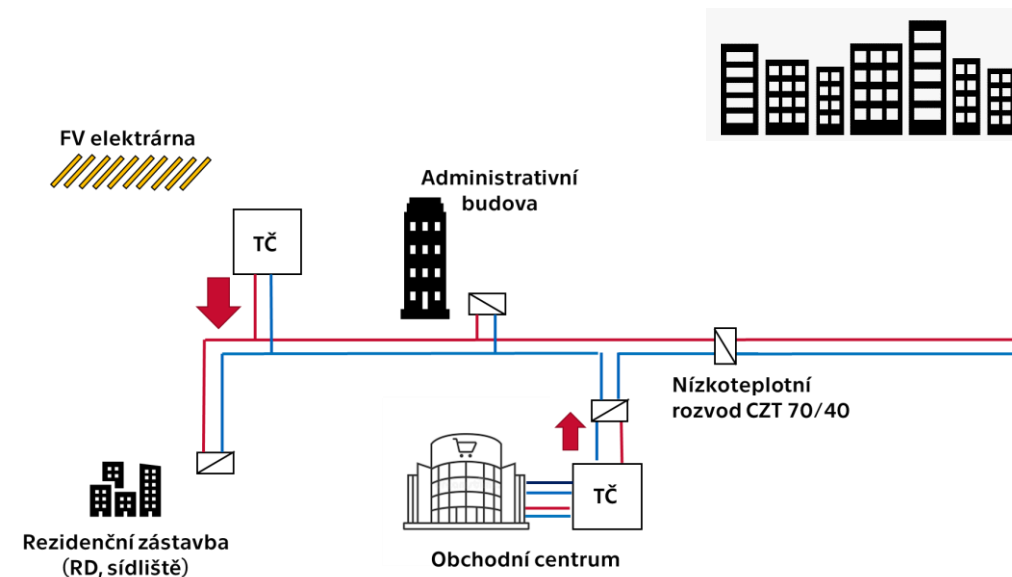 FV elektrárna
TČ
Administrativní
budova
Nízkoteplotní
rozvod CZT 70/40
TČ
Rezidenční zástavba
(RD, sídliště)
Obchodní centrum